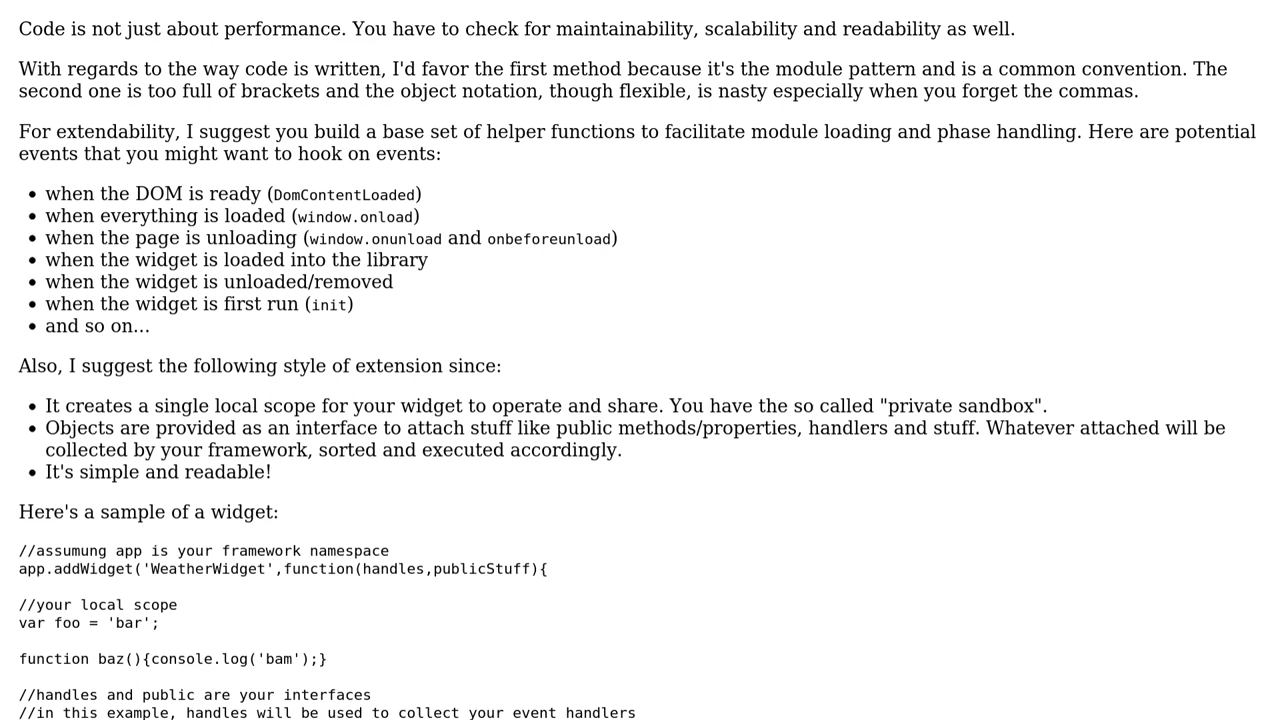 Code is not just about performance. You have to check for maintainability, scalability and readability as well.
With regards to the way code is written, I'd favor the first method because it's the module pattern and is a common convention. The
second one is too full of brackets and the object notation, though flexible, is nasty especially when you forget the commas.
For extendability, I suggest you build a base set of helper functions to facilitate module loading and phase handling. Here are potential
events that you might want to hook on events:
• when the DOM is ready (DomContentLoaded)
• when everything is loaded (window.onload)
• when the page is unloading (window.onunload and onbeforeunload)
• when the widget is loaded into the library
• when the widget is unloaded/removed
• when the widget is first run (init)
• and so on...
Also, I suggest the following style of extension since:
• It creates a single local scope for your widget to operate and share. You have the so called "private sandbox".
• Objects are provided as an interface to attach stuff like public methods/properties, handlers and stuff. Whatever attached will be
collected by your framework, sorted and executed accordingly.
• It's simple and readable!
Here's a sample of a widget:
//assumung app is your framework namespace
app.addWidget('WeatherWidget',function(handles,publicStuff){
//your local scope
var foo = 'bar';
function baz(){console.log('bam');}
//handles and public are your interfaces
//in this example, handles will be used to collect your event handlers